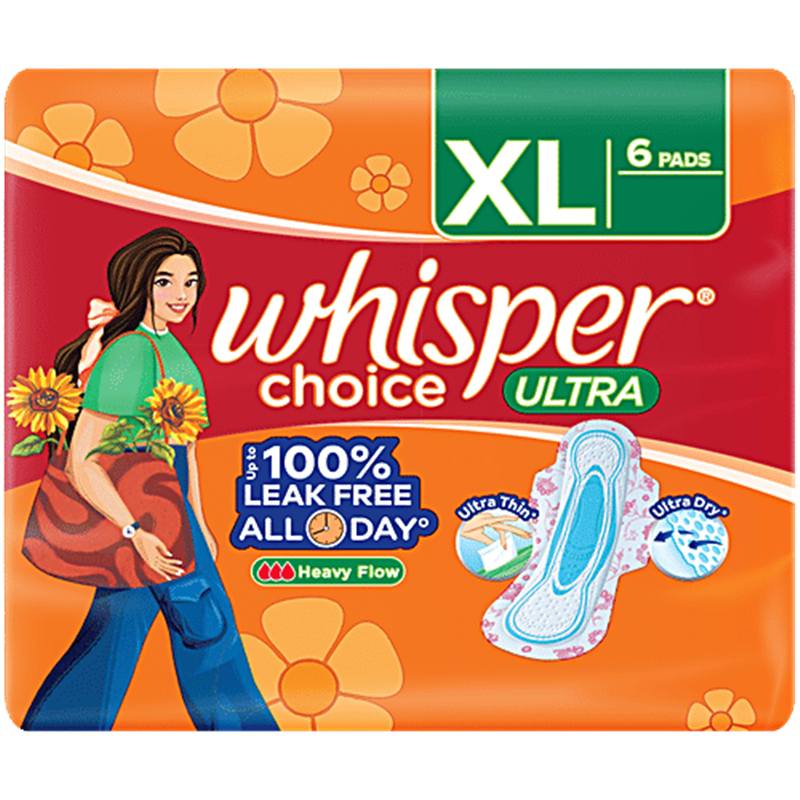 XL
6 PADS
whisper®
choice ULTRA
Up to 100%
LEAK FREE
ALL DAY°
Heavy Flow
Ultra Thin*
Ultra Dry*